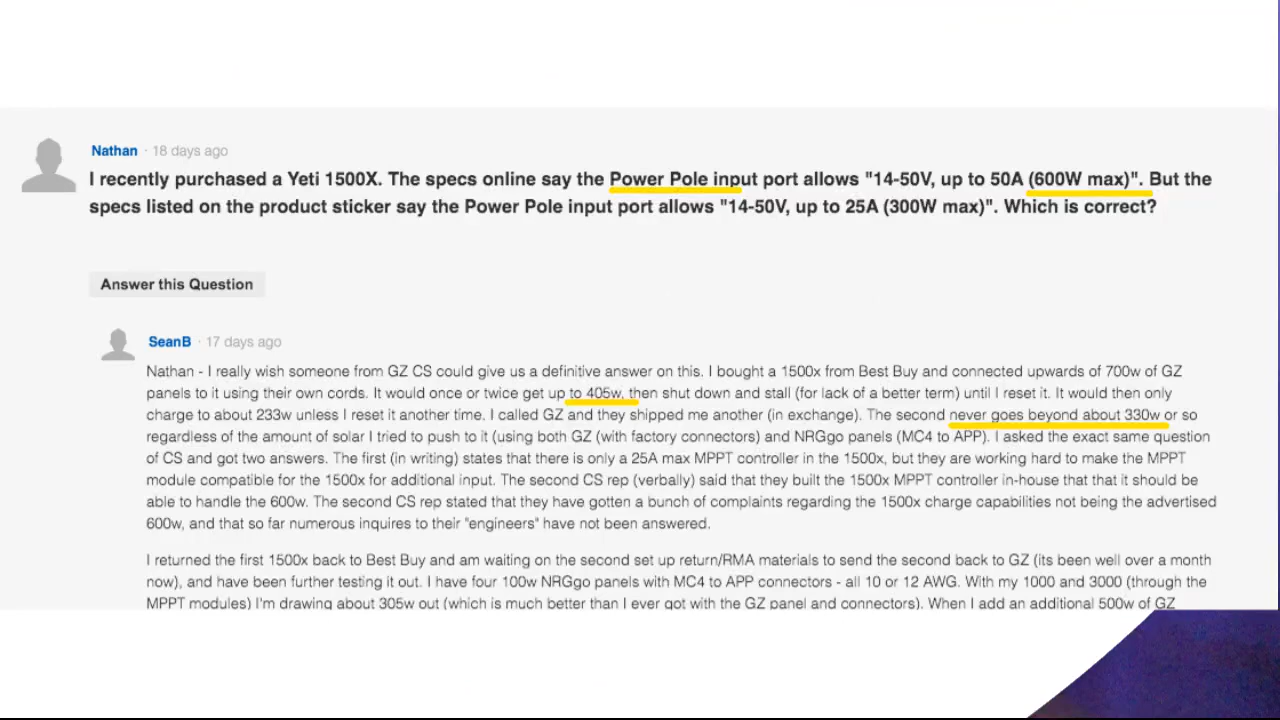 Nathan · 18 days ago
I recently purchased a Yeti 1500X. The specs online say the Power Pole input port allows "14-50V, up to 50A (600W max)". But the
specs listed on the product sticker say the Power Pole input port allows "14-50V, up to 25A (300W max)". Which is correct?
Answer this Question
SeanB · 17 days ago
Nathan - I really wish someone from GZ CS could give us a definitive answer on this. I bought a 1500x from Best Buy and connected upwards of 700w of GZ
panels to it using their own cords. It would once or twice get up to 405w, then shut down and stall (for lack of a better term) until I reset it. It would then only
charge to about 233w unless I reset it another time. I called GZ and they shipped me another (in exchange). The second never goes beyond about 330w or so
regardless of the amount of solar I tried to push to it (using both GZ (with factory connectors) and NRGgo panels (MC4 to APP). I asked the exact same question
of CS and got two answers. The first (in writing) states that there is only a 25A max MPPT controller in the 1500x, but they are working hard to make the MPPT
module compatible for the 1500x for additional input. The second CS rep (verbally) said that they built the 1500x MPPT controller in-house that that it should be
able to handle the 600w. The second CS rep stated that they have gotten a bunch of complaints regarding the 1500x charge capabilities not being the advertised
600w, and that so far numerous inquires to their "engineers" have not been answered.
I returned the first 1500x back to Best Buy and am waiting on the second set up return/RMA materials to send the second back to GZ (its been well over a month
now), and have been further testing it out. I have four 100w NRGgo panels with MC4 to APP connectors - all 10 or 12 AWG. With my 1000 and 3000 (through the
MPPT modules) I'm drawing about 305w out (which is much better than I ever got with the GZ panel and connectors). When I add an additional 500w of GZ